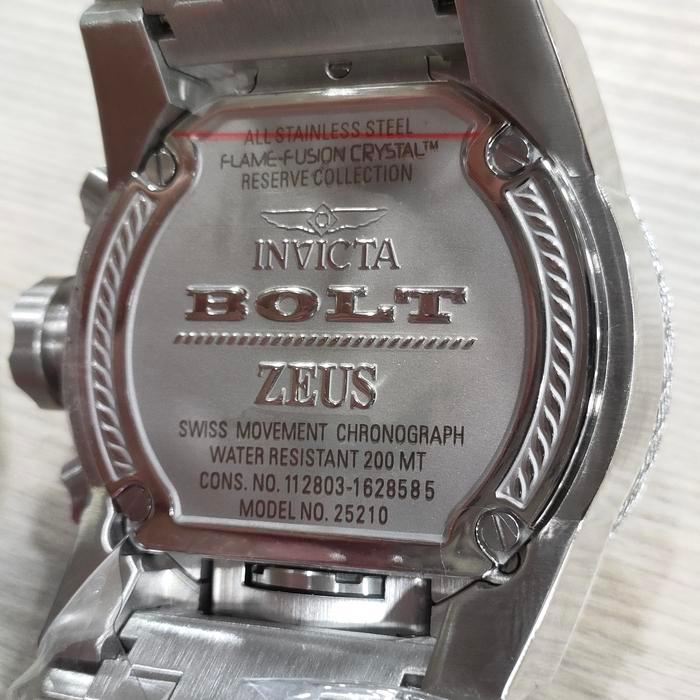 ALL STAINLESS STEEL
FLAME-FUSION CRYSTAL™
RESERVE COLLECTION
INVICTA
BOLT
ZEUS
SWISS MOVEMENT CHRONOGRAPH
WATER RESISTANT 200 MT
CONS. NO. 112803-1628585
MODEL NO. 25210